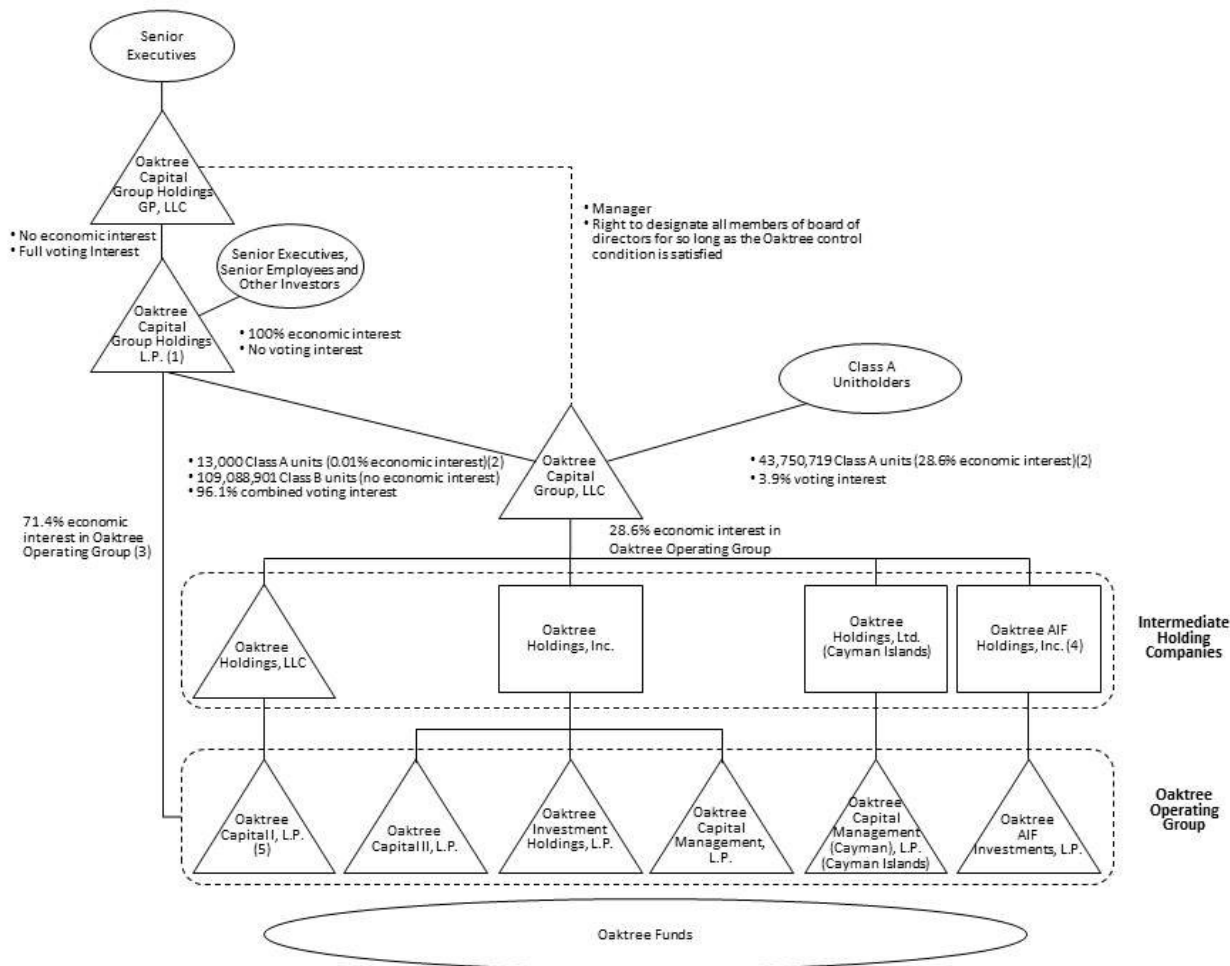 Senior
Executives
Oaktree
Capital
Group Holdings
GP, LLC
• No economic interest
• Full voting Interest
• Manager
• Right to designate all members of board of
directors for so long as the Oaktree control
condition is satisfied
Senior Executives,
Senior Employees and
Other Investors
Oaktree
Capital
Group Holdings
L.P. (1)
• 100% economic interest
• No voting interest
Class A
Unitholders
• 13,000 Class A units (0.01% economic interest)(2)
• 109,088,901 Class B units (no economic interest)
• 96.1% combined voting interest
Oaktree
Capital
Group, LLC
• 43,750,719 Class A units (28.6% economic interest)(2)
• 3.9% voting interest
71.4% economic
interest in Oaktree
Operating Group (3)
28.6% economic interest in
Oaktree Operating Group
Oaktree
Holdings, LLC
Oaktree
Holdings, Inc.
Oaktree
Holdings, Ltd.
(Cayman Islands)
Oaktree AIF
Holdings, Inc. (4)
Intermediate
Holding
Companies
Oaktree
Capital I, L.P.
(5)
Oaktree
Capital II, L.P.
Oaktree
Investment
Holdings, L.P.
Oaktree
Capital
Management,
L.P.
Oaktree
Capital
Management
(Cayman), L.P.
(Cayman Islands)
Oaktree
AIF
Investments, L.P.
Oaktree
Operating
Group
Oaktree Funds